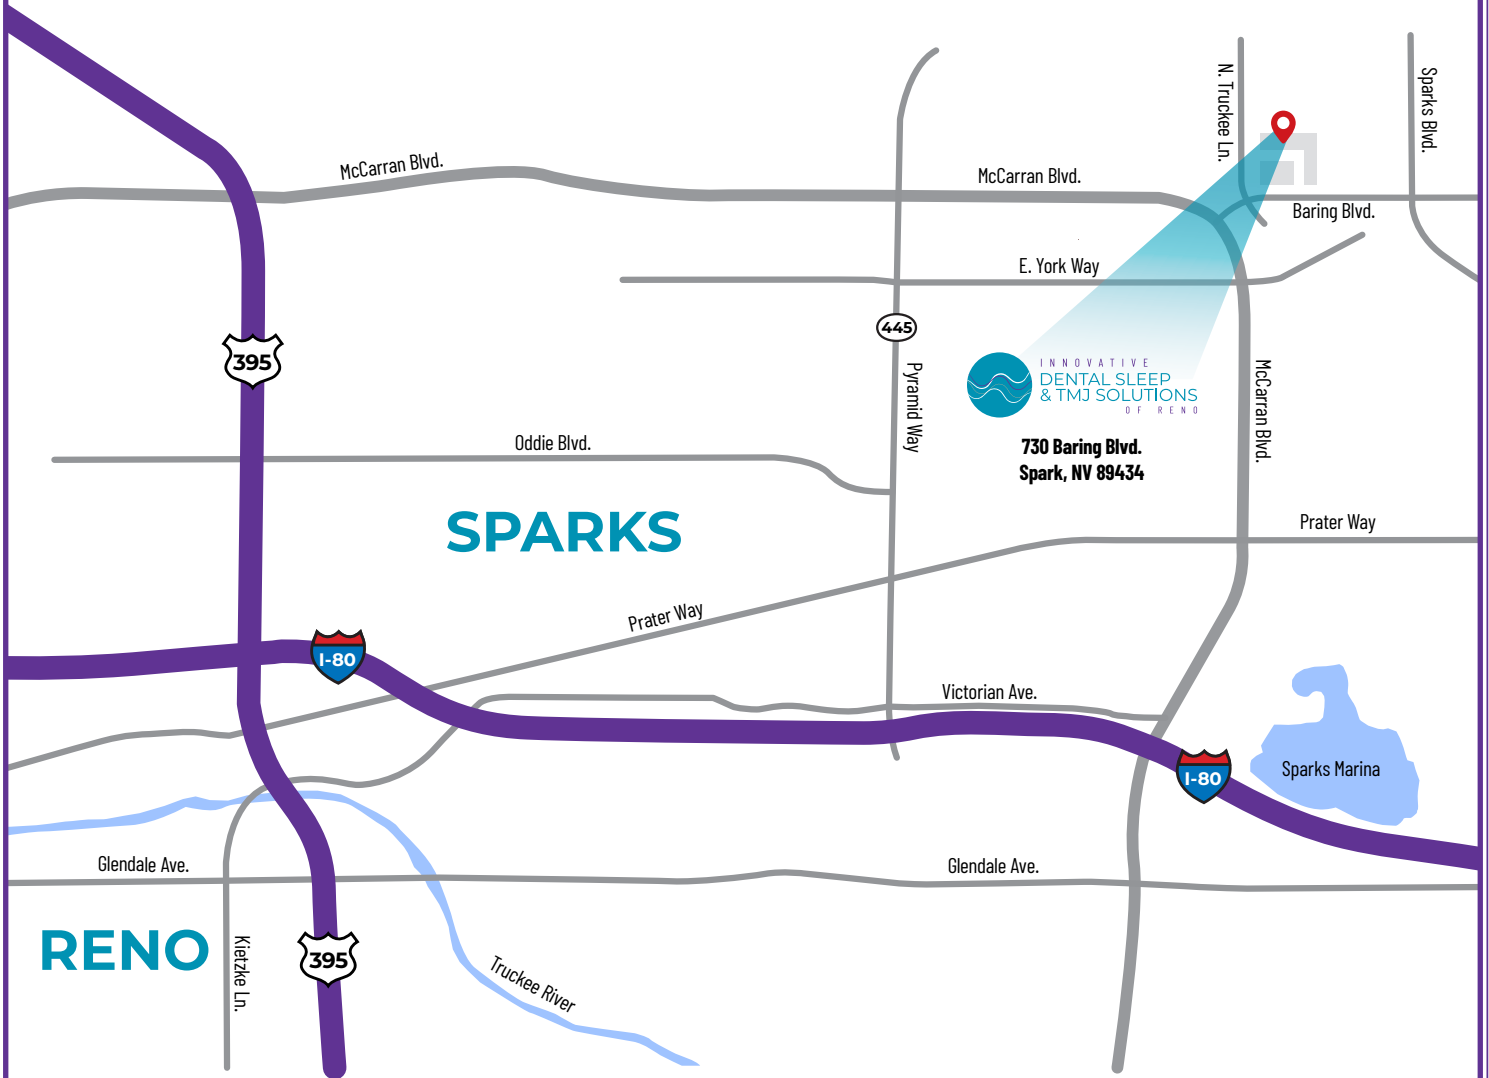 N. Truckee Ln.
Sparks Blvd.
McCarran Blvd.
McCarran Blvd.
Baring Blvd.
E. York Way
445
395
Pyramid Way
INNOVATIVE
DENTAL SLEEP
& TMJ SOLUTIONS
OF RENO
McCarran Blvd.
730 Baring Blvd.
Spark, NV 89434
Oddie Blvd.
SPARKS
Prater Way
Prater Way
I-80
Victorian Ave.
Sparks Marina
I-80
Glendale Ave.
Glendale Ave.
RENO
Kietzke Ln.
395
Truckee River